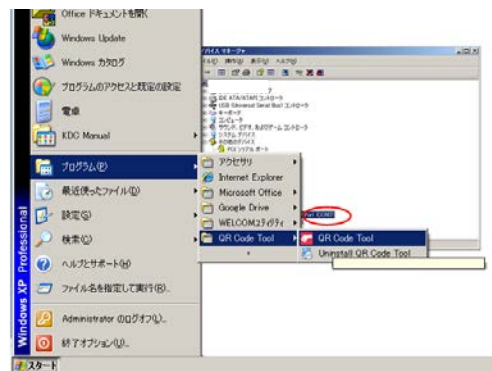 Office ドキュメントを開く
Windows Update
Windows カタログ
プログラムのアクセスと既定の設定
電卓
KDC Manual
プログラム(P)
最近使ったファイル(D)
設定(S)
検索(C)
ヘルプとサポート(H)
ファイル名を指定して実行(R)...
Administrator のログオフ(L)...
終了オプション(U)...
Windows XP Professional
スタート
アクセサリ
Internet Explorer
Microsoft Office
Google Drive
WELCOMユーティリティ
QR Code Tool
QR Code Tool
Uninstall QR Code Tool
デバイス マネージャ
ファイル(F) 操作(A) 表示(V) ヘルプ(H)
IDE ATA/ATAPI コントローラ
USB (Universal Serial Bus) コントローラ
キーボード
コンピュータ
サウンド、ビデオ、およびゲーム コントローラ
システム デバイス
その他のデバイス
PCI シリアル ポート